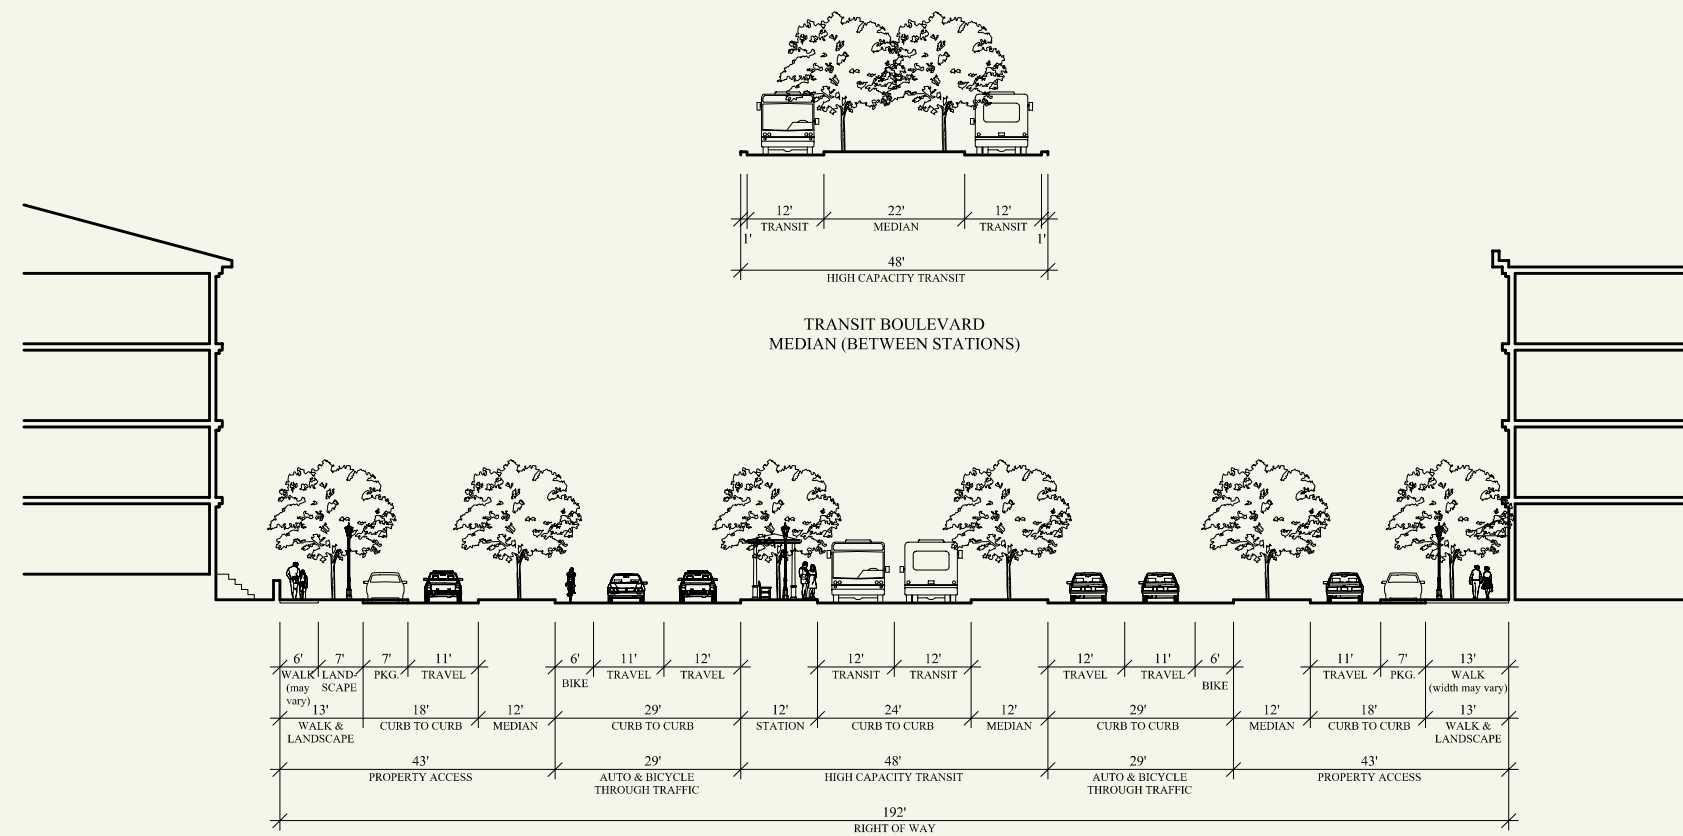 12' 22' 12'
TRANSIT MEDIAN TRANSIT
1' 1'
48'
HIGH CAPACITY TRANSIT
TRANSIT BOULEVARD
MEDIAN (BETWEEN STATIONS)
6' 7' 7' 11' 6' 11' 12' 12' 12' 12' 11' 6' 11' 7' 13'
WALK LAND- PKG. TRAVEL BIKE TRAVEL TRAVEL TRANSIT TRANSIT TRAVEL TRAVEL BIKE TRAVEL PKG. WALK
(may SCAPE (width may vary)
vary)
13' 18' 12' 29' 12' 24' 12' 29' 12' 18' 13'
WALK & CURB TO CURB MEDIAN CURB TO CURB STATION CURB TO CURB MEDIAN CURB TO CURB MEDIAN CURB TO CURB WALK &
LANDSCAPE LANDSCAPE
43' 29' 48' 29' 43'
PROPERTY ACCESS AUTO & BICYCLE HIGH CAPACITY TRANSIT AUTO & BICYCLE PROPERTY ACCESS
THROUGH TRAFFIC THROUGH TRAFFIC
192'
RIGHT OF WAY